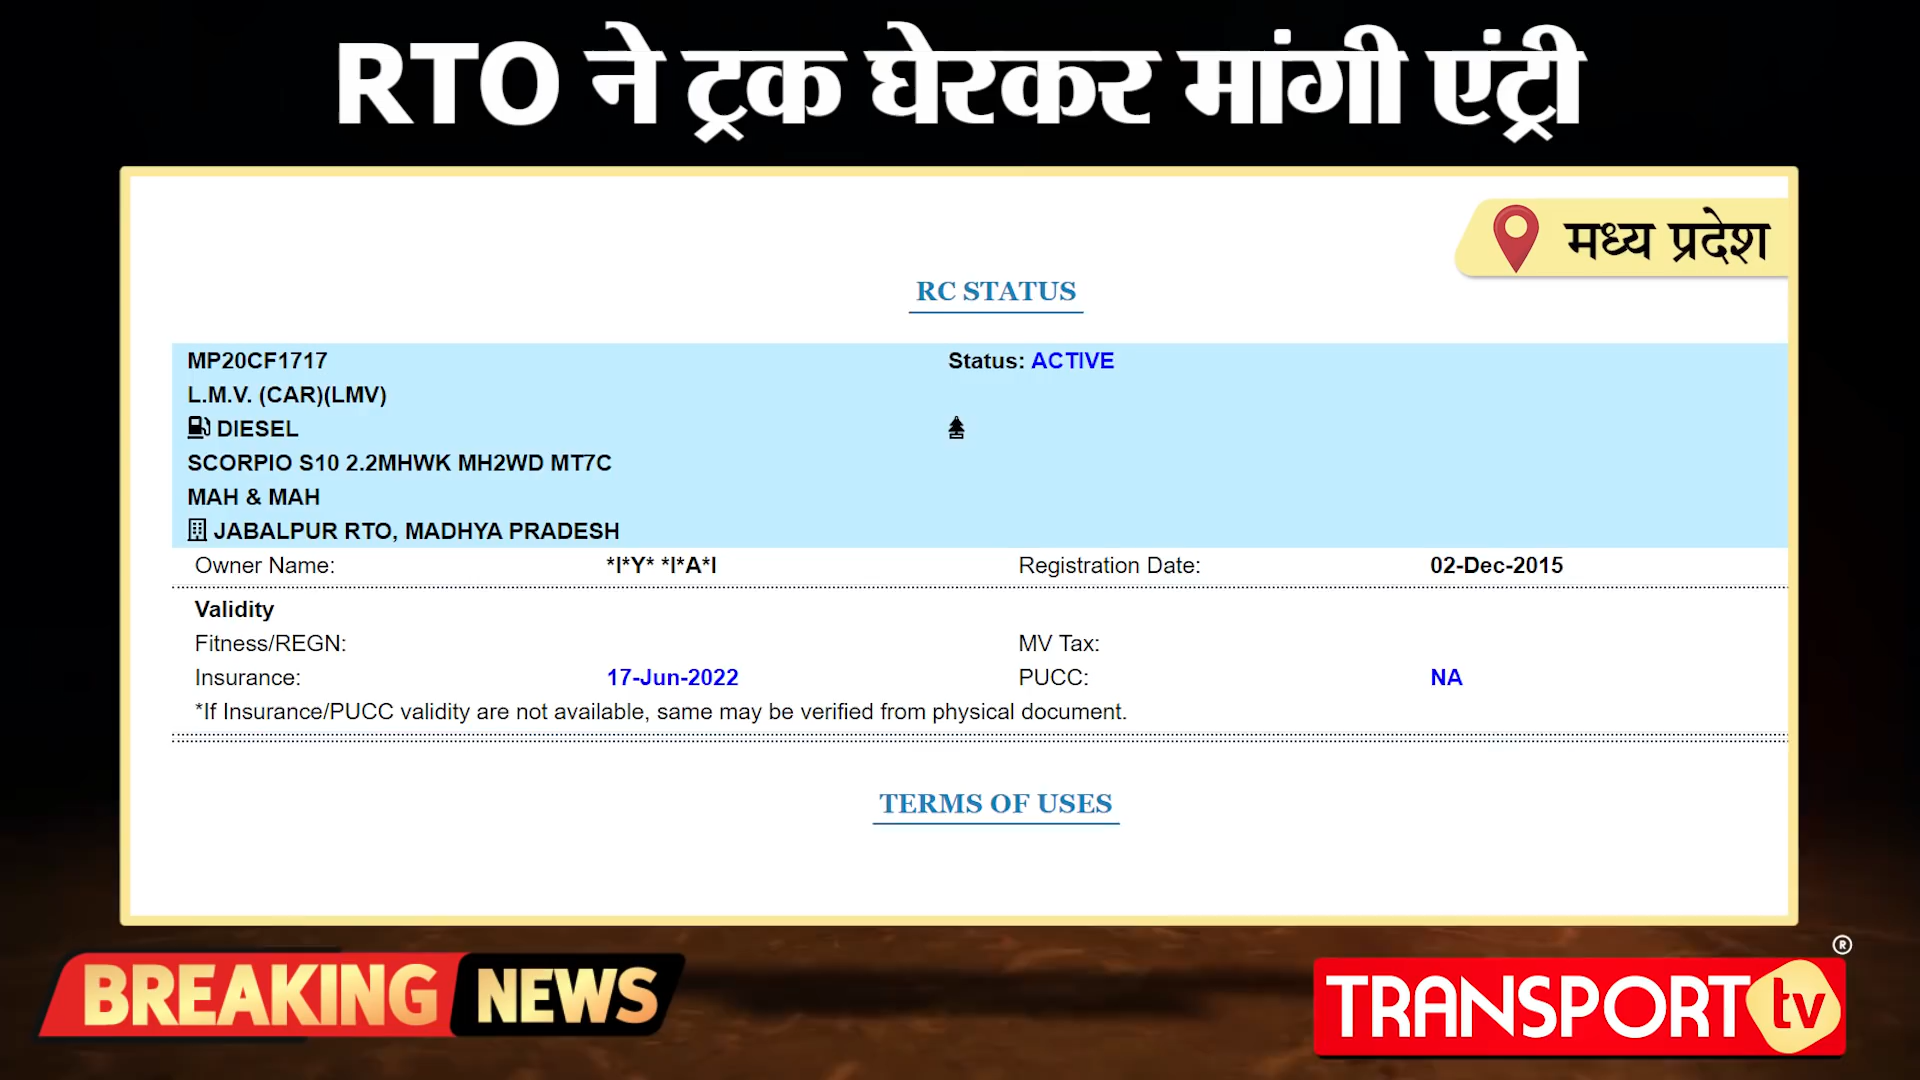 RTO ने ट्रक घेरकर मांगी एंट्री
मध्य प्रदेश
RC STATUS
MP20CF1717 Status: ACTIVE
L.M.V. (CAR)(LMV)
DIESEL
SCORPIO S10 2.2MHWK MH2WD MT7C
MAH & MAH
JABALPUR RTO, MADHYA PRADESH
Owner Name: *I*Y* *I*A*I Registration Date: 02-Dec-2015
Validity
Fitness/REGN: MV Tax:
Insurance: 17-Jun-2022 PUCC: NA
*If Insurance/PUCC validity are not available, same may be verified from physical document.
TERMS OF USES
BREAKING NEWS
TRANSPORT tv ®